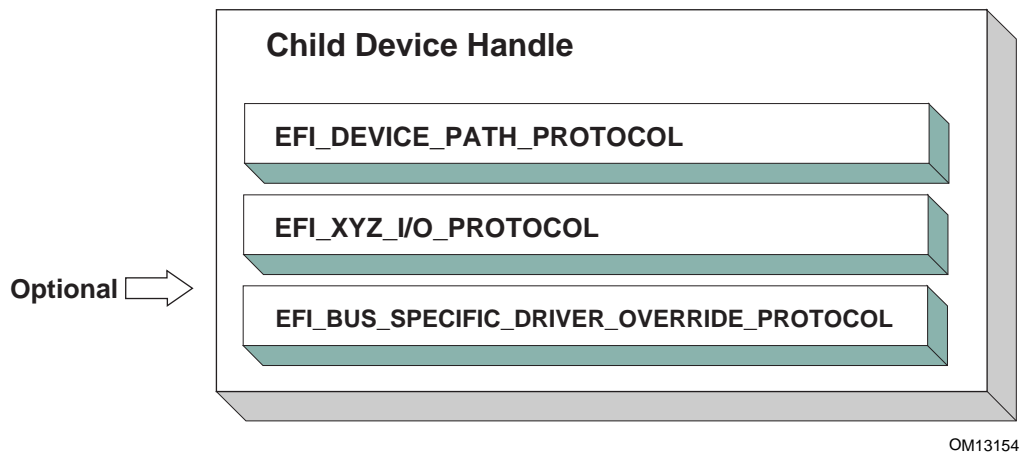 Child Device Handle
EFI_DEVICE_PATH_PROTOCOL
EFI_XYZ_I/O_PROTOCOL
Optional
EFI_BUS_SPECIFIC_DRIVER_OVERRIDE_PROTOCOL
OM13154